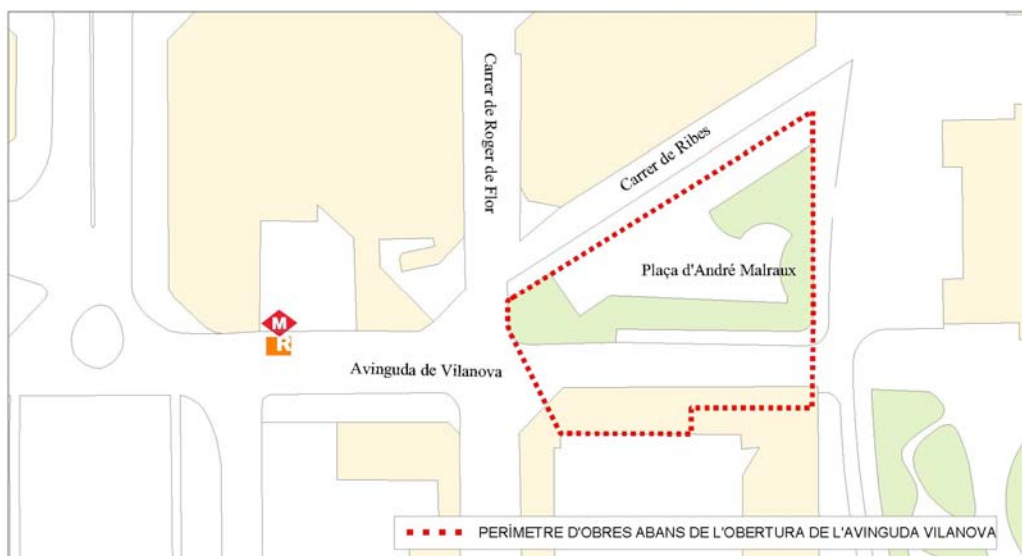 Carrer de Roger de Flor
Carrer de Ribes
Plaça d'André Malraux
M
R
Avinguda de Vilanova
PERÍMETRE D'OBRES ABANS DE L'OBERTURA DE L'AVINGUDA VILANOVA